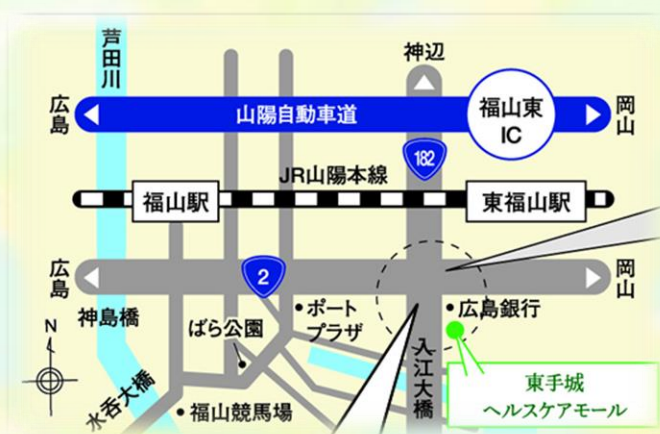 芦田川
神辺
広島
山陽自動車道
福山東
IC
岡山
182
JR山陽本線
福山駅
東福山駅
広島
2
岡山
N
神島橋
ばら公園
ポート
プラザ
広島銀行
入江大橋
水呑大橋
福山競馬場
東手城
ヘルスケアモール